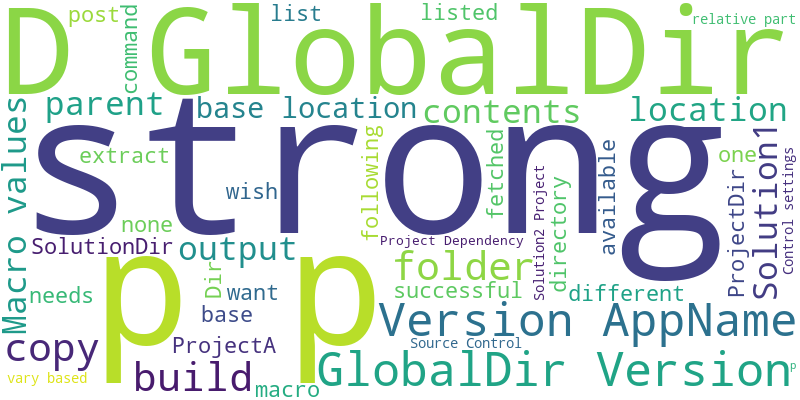 post
command
list
listed
relative part
D GlobalDir
parent
base location
contents
location
strong
Macro values
extract
wish
following
fetched
available
one
ProjectDir
Solution1
Control settings
none
SolutionDir
output
Project Dependency
Solution2 Project
directory
folder
p p
needs
Dir
want
successful
different
base
Version AppName
copy
ProjectA
Source Control
build
GlobalDir Version
vary based
macro
p